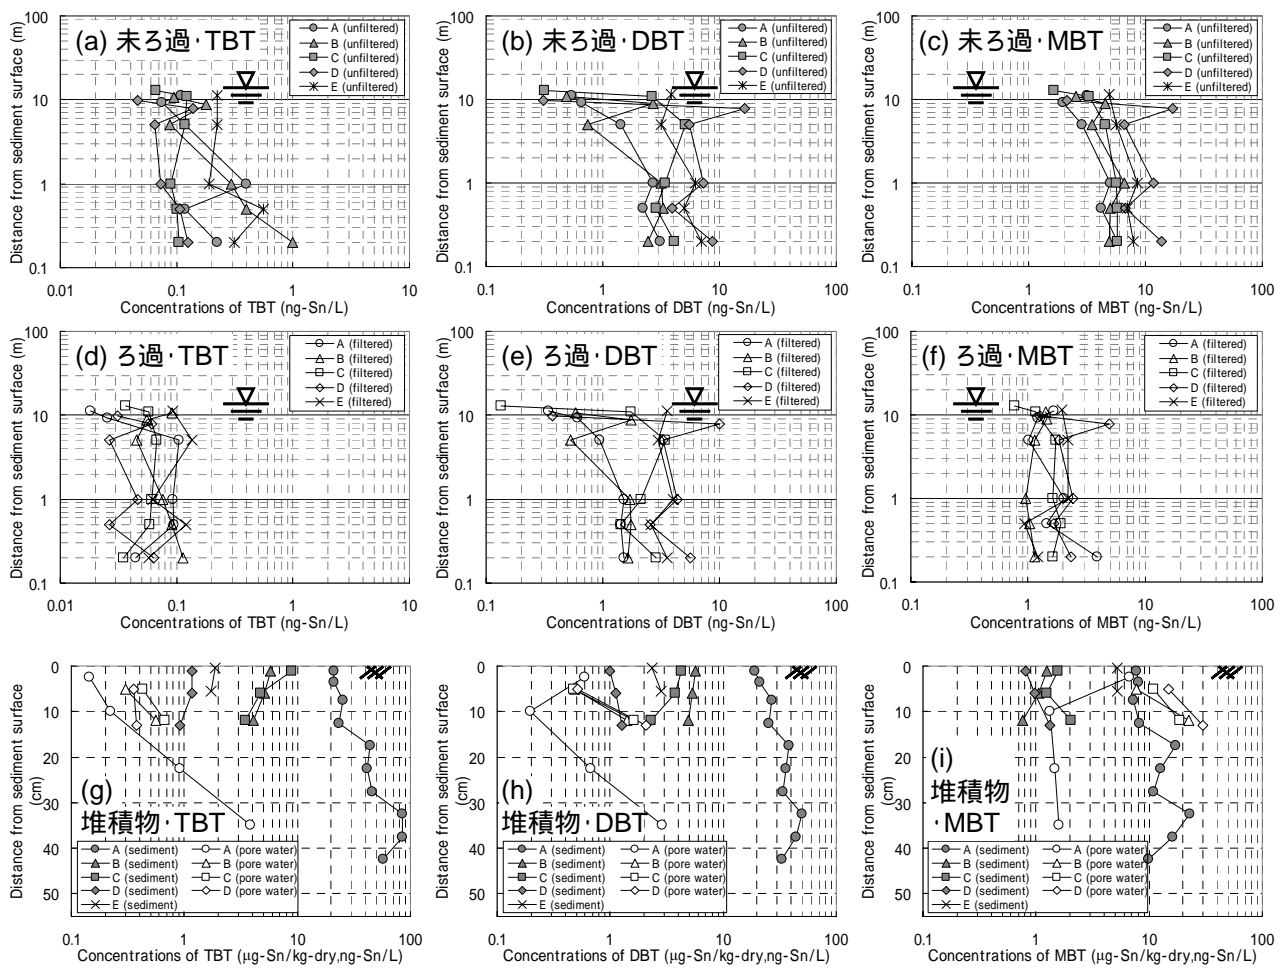 (a) 未ろ過・TBT
A (unfiltered)
B (unfiltered)
C (unfiltered)
D (unfiltered)
E (unfiltered)
Distance from sediment surface (m)
100
10
1
0.1
0.01
0.1
1
10
Concentrations of TBT (ng-Sn/L)
(b) 未ろ過・DBT
A (unfiltered)
B (unfiltered)
C (unfiltered)
D (unfiltered)
E (unfiltered)
Distance from sediment surface (m)
100
10
1
0.1
0.1
1
10
100
Concentrations of DBT (ng-Sn/L)
(c) 未ろ過・MBT
A (unfiltered)
B (unfiltered)
C (unfiltered)
D (unfiltered)
E (unfiltered)
Distance from sediment surface (m)
100
10
1
0.1
0.1
1
10
100
Concentrations of MBT (ng-Sn/L)
(d) ろ過・TBT
A (filtered)
B (filtered)
C (filtered)
D (filtered)
E (filtered)
Distance from sediment surface (m)
100
10
1
0.1
0.01
0.1
1
10
Concentrations of TBT (ng-Sn/L)
(e) ろ過・DBT
A (filtered)
B (filtered)
C (filtered)
D (filtered)
E (filtered)
Distance from sediment surface (m)
100
10
1
0.1
0.1
1
10
100
Concentrations of DBT (ng-Sn/L)
(f) ろ過・MBT
A (filtered)
B (filtered)
C (filtered)
D (filtered)
E (filtered)
Distance from sediment surface (m)
100
10
1
0.1
0.1
1
10
100
Concentrations of MBT (ng-Sn/L)
Distance from sediment surface
(cm)
0
10
20
30
40
50
(g)
堆積物・TBT
A (sediment) A (pore water)
B (sediment) B (pore water)
C (sediment) C (pore water)
D (sediment) D (pore water)
E (sediment)
0.1
1
10
100
Concentrations of TBT (μg-Sn/kg-dry,ng-Sn/L)
Distance from sediment surface
(cm)
0
10
20
30
40
50
(h)
堆積物・DBT
A (sediment) A (pore water)
B (sediment) B (pore water)
C (sediment) C (pore water)
D (sediment) D (pore water)
E (sediment)
0.1
1
10
100
Concentrations of DBT (μg-Sn/kg-dry,ng-Sn/L)
Distance from sediment surface
(cm)
0
10
20
30
40
50
(i)
堆積物
・MBT
A (sediment) A (pore water)
B (sediment) B (pore water)
C (sediment) C (pore water)
D (sediment) D (pore water)
E (sediment)
0.1
1
10
100
Concentrations of MBT (μg-Sn/kg-dry,ng-Sn/L)